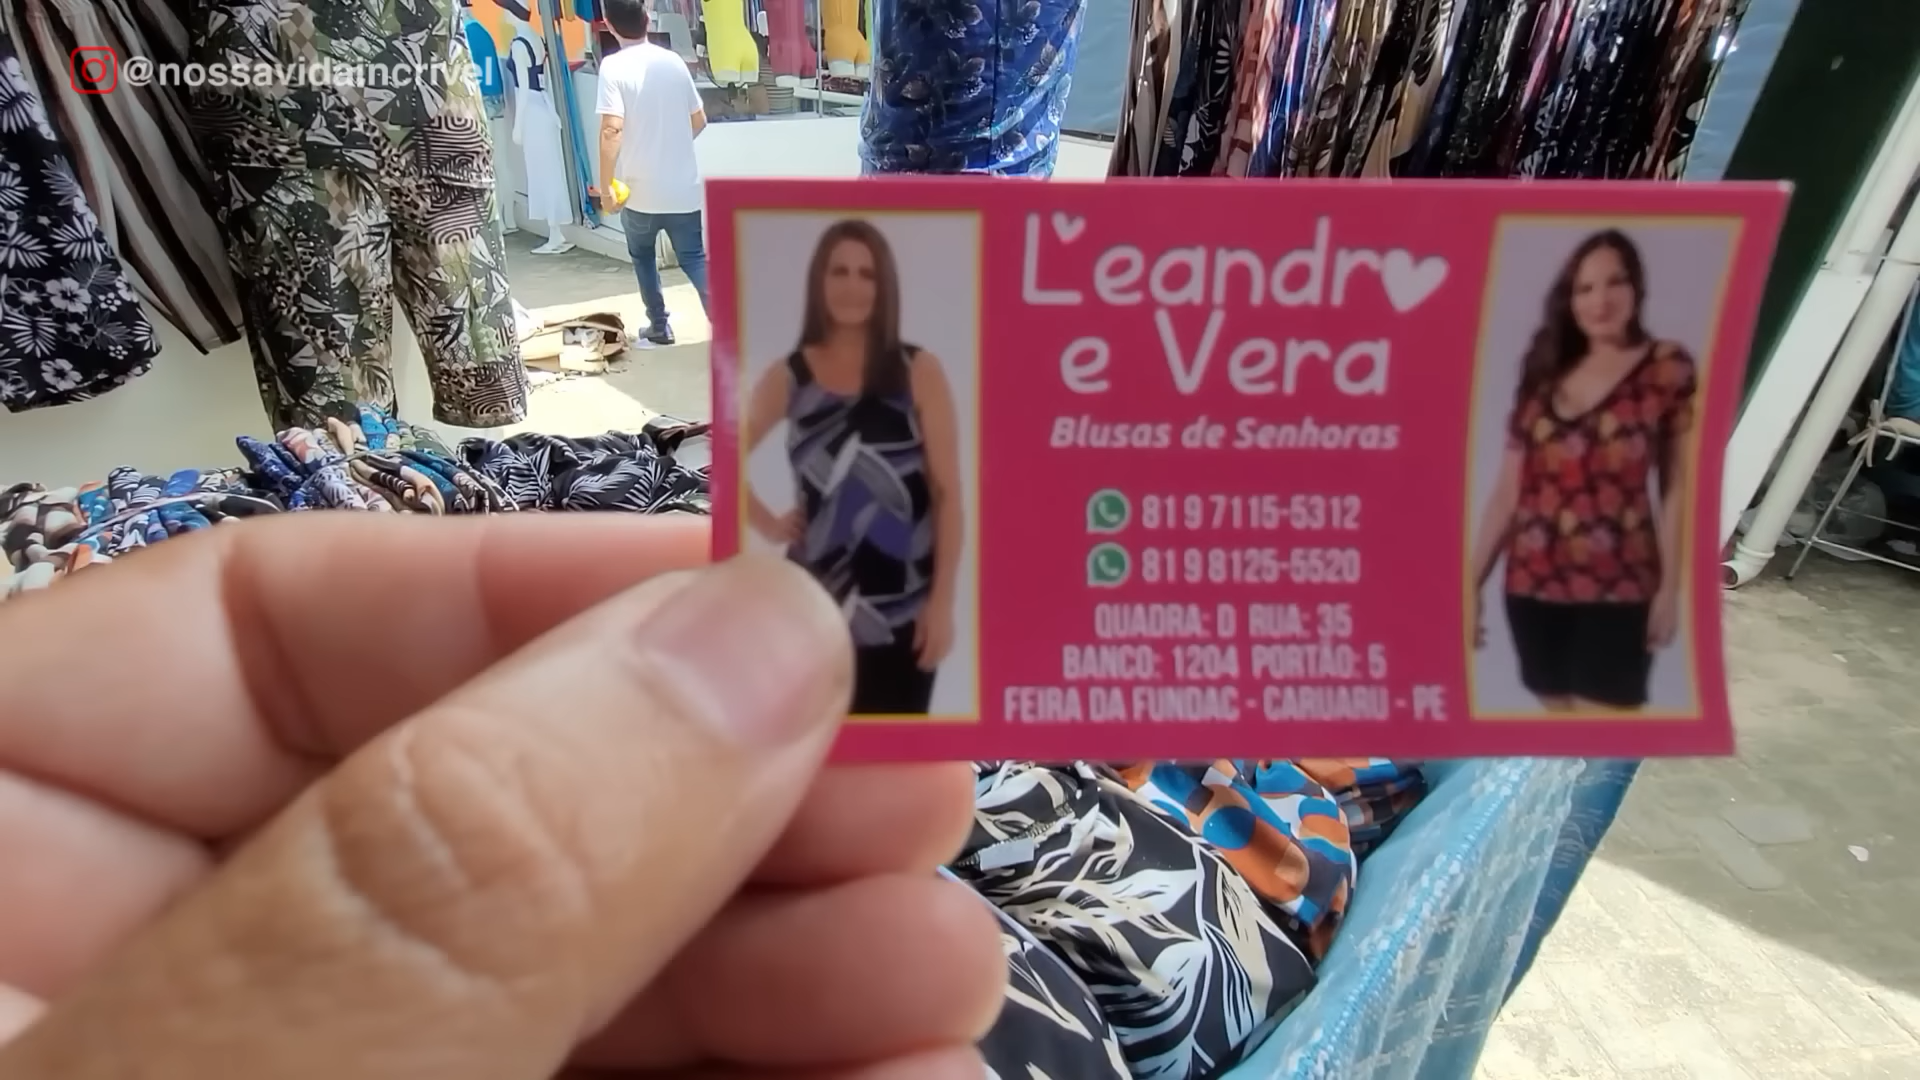 @nossavidaincrivel
Leandro
e Vera
Blusas de Senhoras
81 9 7115-5312
81 9 8125-5520
QUADRA: D RUA: 35
BANCO: 1204 PORTÃO: 5
FEIRA DA FUNDAC - CARUARU - PE